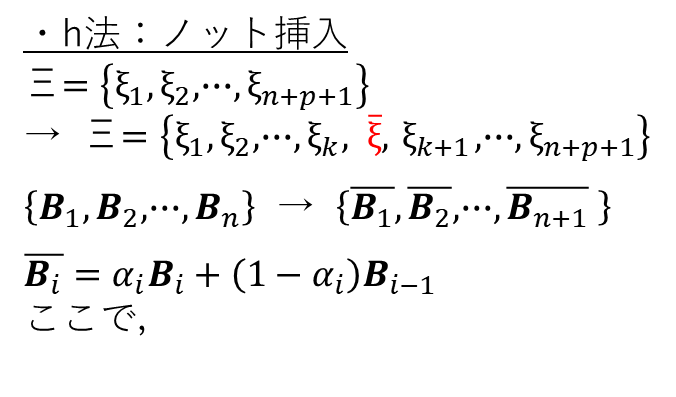 ・h法：ノット挿入
Ξ = {ξ₁, ξ₂,⋯, ξₙ₊ₚ₊₁}
→ Ξ = {ξ₁, ξ₂,⋯, ξₖ, ξ̄, ξₖ₊₁,⋯, ξₙ₊ₚ₊₁}
{B₁, B₂,⋯, Bₙ} → {B̅₁, B̅₂,⋯, B̅ₙ₊₁ }
B̅ᵢ = αᵢBᵢ + (1 − αᵢ)Bᵢ₋₁
ここで,